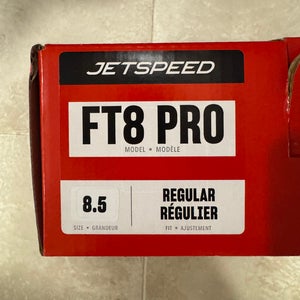 JETSPEED
FT8 PRO
MODEL • MODÈLE
8.5
SIZE • GRANDEUR
REGULAR
RÉGULIER
FIT • AJUSTEMENT